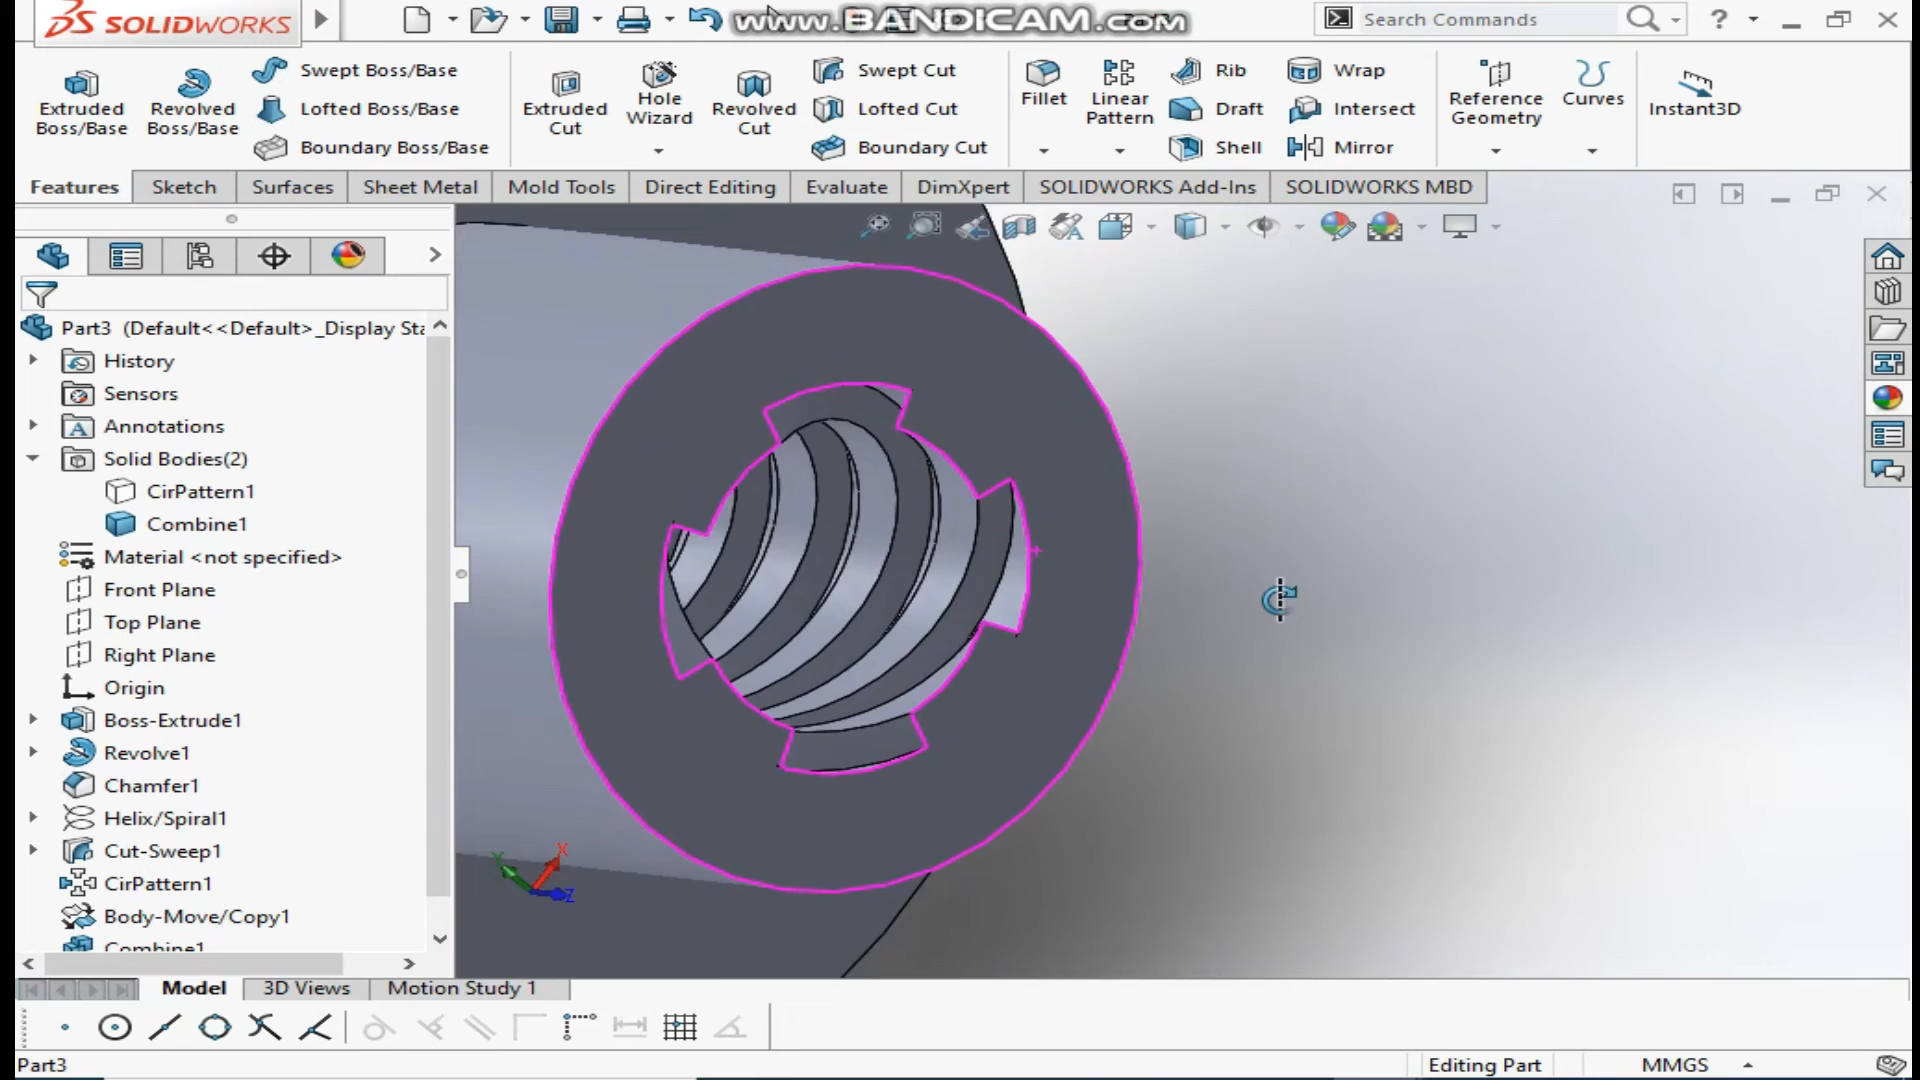 SOLIDWORKS
www.BANDICAM.com
Search Commands
?
Extruded Boss/Base
Revolved Boss/Base
Swept Boss/Base
Lofted Boss/Base
Boundary Boss/Base
Extruded Cut
Hole Wizard
Revolved Cut
Swept Cut
Lofted Cut
Boundary Cut
Fillet
Linear Pattern
Rib
Draft
Shell
Wrap
Intersect
Mirror
Reference Geometry
Curves
Instant3D
Features
Sketch
Surfaces
Sheet Metal
Mold Tools
Direct Editing
Evaluate
DimXpert
SOLIDWORKS Add-Ins
SOLIDWORKS MBD
Part3 (Default<<Default>_Display Sta
History
Sensors
Annotations
Solid Bodies(2)
CirPattern1
Combine1
Material <not specified>
Front Plane
Top Plane
Right Plane
Origin
Boss-Extrude1
Revolve1
Chamfer1
Helix/Spiral1
Cut-Sweep1
CirPattern1
Body-Move/Copy1
Combine1
Y
X
Z
Model
3D Views
Motion Study 1
Part3
Editing Part
MMGS